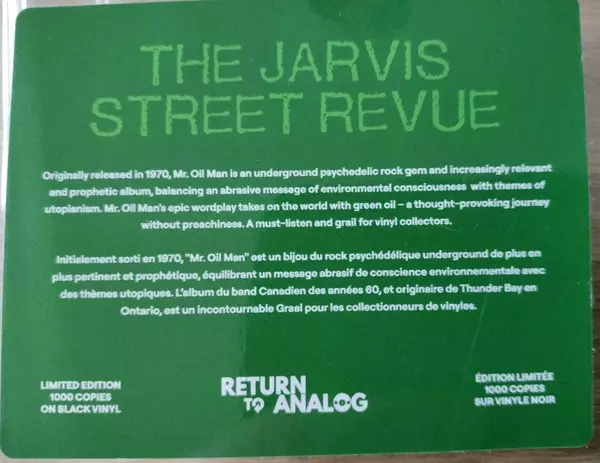 THE JARVIS
STREET REVUE
Originally released in 1970, Mr. Oil Man is an underground psychedelic rock gem and increasingly relevant
and prophetic album, balancing an abrasive message of environmental consciousness with themes of
utopianism. Mr. Oil Man's epic wordplay takes on the world with green oil – a thought-provoking journey
without preachiness. A must-listen and grail for vinyl collectors.
Initialement sorti en 1970, "Mr. Oil Man" est un bijou du rock psychédélique underground de plus en
plus pertinent et prophétique, équilibrant un message abrasif de conscience environnementale avec
des thèmes utopiques. L'album du band Canadien des années 60, et originaire de Thunder Bay en
Ontario, est un incontournable Graal pour les collectionneurs de vinyles.
LIMITED EDITION
1000 COPIES
ON BLACK VINYL
RETURN
TO ANALOG
ÉDITION LIMITÉE
1000 COPIES
SUR VINYLE NOIR